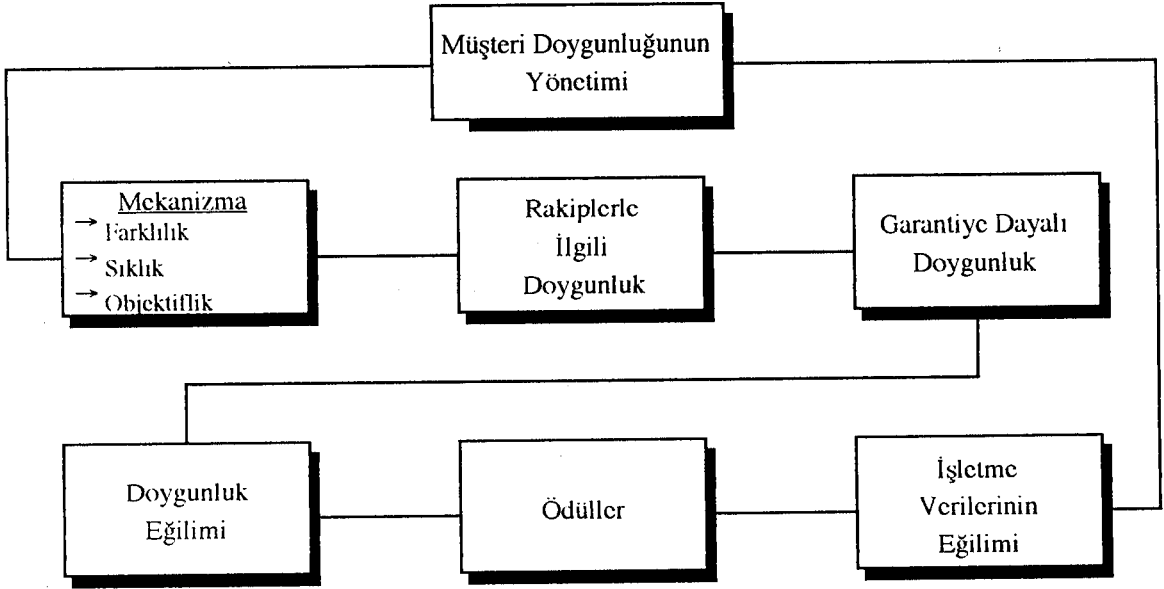 Müşteri Doygunluğunun
Yönetimi
Mekanizma
→ Farklılık
→ Sıklık
→ Objektiflik
Rakiplerle
İlgili
Doygunluk
Garantiye Dayalı
Doygunluk
Doygunluk
Eğilimi
Ödüller
İşletme
Verilerinin
Eğilimi